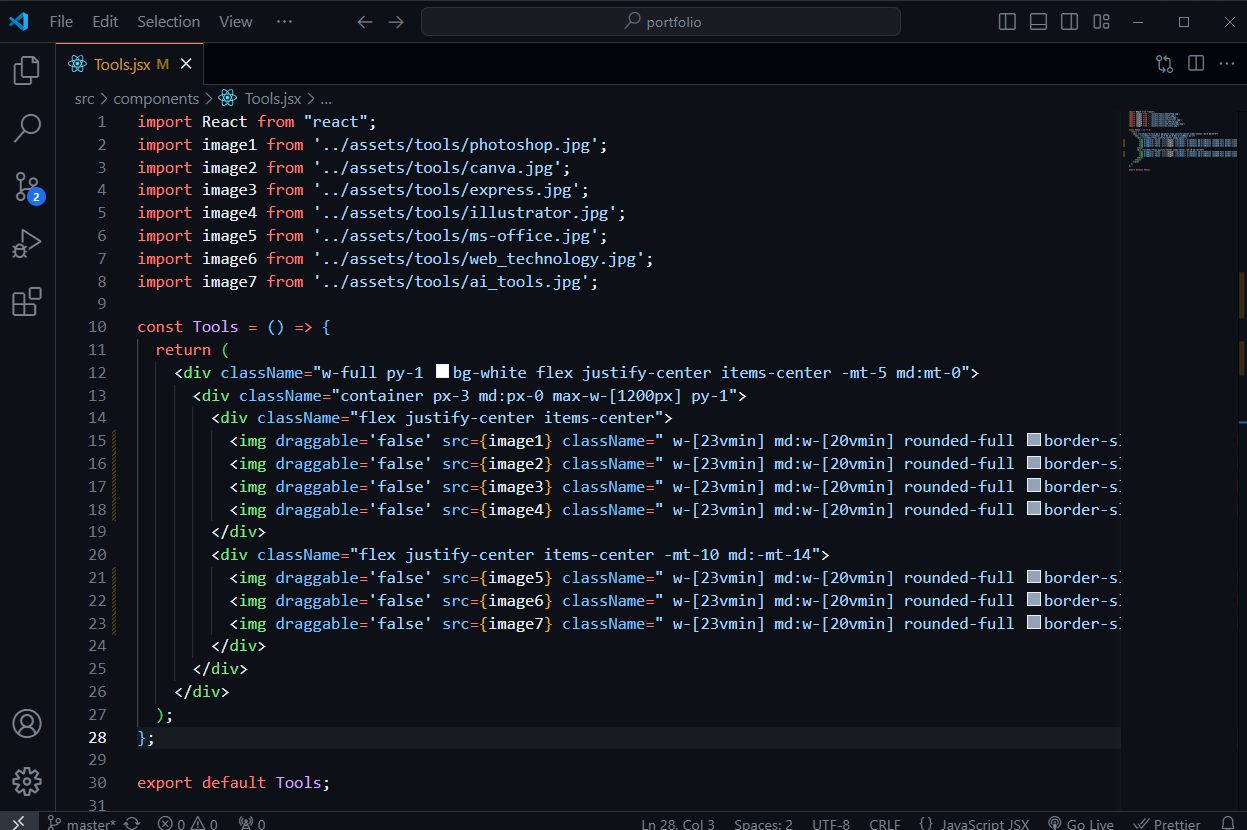 File Edit Selection View ··· ← → portfolio
Tools.jsx M
src > components > Tools.jsx > ...
1 import React from "react";
2 import image1 from '../assets/tools/photoshop.jpg';
3 import image2 from '../assets/tools/canva.jpg';
4 import image3 from '../assets/tools/express.jpg';
5 import image4 from '../assets/tools/illustrator.jpg';
6 import image5 from '../assets/tools/ms-office.jpg';
7 import image6 from '../assets/tools/web_technology.jpg';
8 import image7 from '../assets/tools/ai_tools.jpg';
9
10 const Tools = () => {
11 return (
12 <div className="w-full py-1 bg-white flex justify-center items-center -mt-5 md:mt-0">
13 <div className="container px-3 md:px-0 max-w-[1200px] py-1">
14 <div className="flex justify-center items-center">
15 <img draggable='false' src={image1} className=" w-[23vmin] md:w-[20vmin] rounded-full border-sl
16 <img draggable='false' src={image2} className=" w-[23vmin] md:w-[20vmin] rounded-full border-sl
17 <img draggable='false' src={image3} className=" w-[23vmin] md:w-[20vmin] rounded-full border-sl
18 <img draggable='false' src={image4} className=" w-[23vmin] md:w-[20vmin] rounded-full border-sl
19 </div>
20 <div className="flex justify-center items-center -mt-10 md:-mt-14">
21 <img draggable='false' src={image5} className=" w-[23vmin] md:w-[20vmin] rounded-full border-sl
22 <img draggable='false' src={image6} className=" w-[23vmin] md:w-[20vmin] rounded-full border-sl
23 <img draggable='false' src={image7} className=" w-[23vmin] md:w-[20vmin] rounded-full border-sl
24 </div>
25 </div>
26 </div>
27 );
28 };
29
30 export default Tools;
31
2
master* 0 0 0 Ln 28, Col 3 Spaces: 2 UTF-8 CRLF {} JavaScript JSX Go Live Prettier